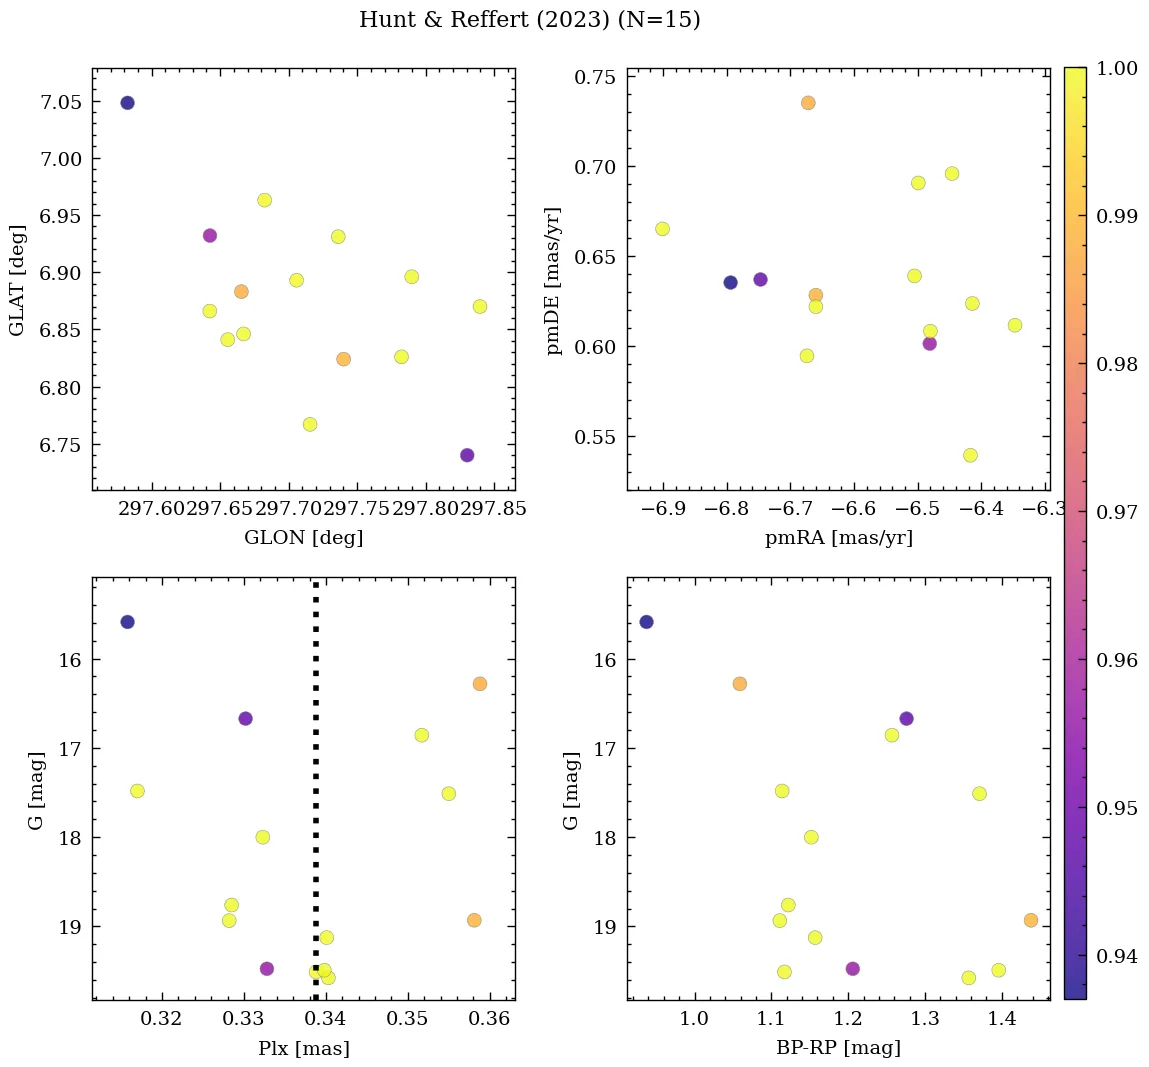 Hunt & Reffert (2023) (N=15)
7.05
7.00
6.95
6.90
6.85
6.80
6.75
GLAT [deg]
297.60 297.65 297.70 297.75 297.80 297.85
GLON [deg]
0.75
0.70
0.65
0.60
0.55
pmDE [mas/yr]
−6.9 −6.8 −6.7 −6.6 −6.5 −6.4 −6.3
pmRA [mas/yr]
1.00
0.99
0.98
0.97
0.96
0.95
0.94
16
17
18
19
G [mag]
0.32 0.33 0.34 0.35 0.36
Plx [mas]
16
17
18
19
G [mag]
1.0 1.1 1.2 1.3 1.4
BP-RP [mag]